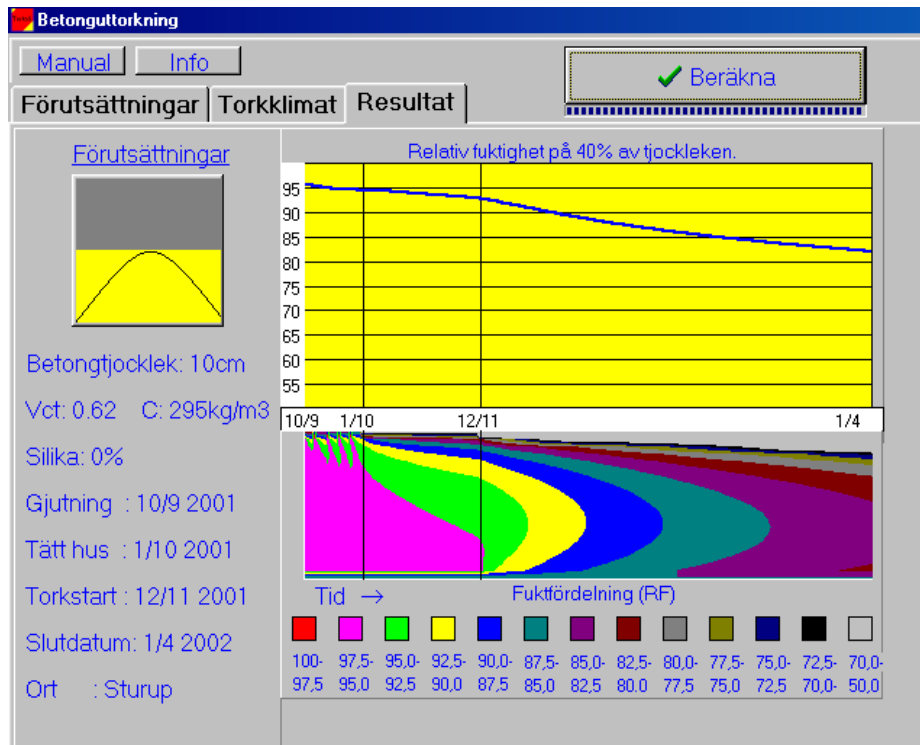 Betonguttorkning
Manual Info
Beräkna
Förutsättningar Torkklimat Resultat
Förutsättningar
Relativ fuktighet på 40% av tjockleken.
95
90
85
80
75
70
65
60
55
10/9 1/10 12/11 1/4
Betongtjocklek: 10cm
Vct: 0.62 C: 295kg/m3
Silika: 0%
Gjutning : 10/9 2001
Tätt hus : 1/10 2001
Torkstart : 12/11 2001
Slutdatum: 1/4 2002
Ort : Sturup
Tid → Fuktfördelning (RF)
100- 97,5- 95,0- 92,5- 90,0- 87,5- 85,0- 82,5- 80,0- 77,5- 75,0- 72,5- 70,0-
97,5 95,0 92,5 90,0 87,5 85,0 82,5 80.0 77,5 75,0 72,5 70,0- 50,0